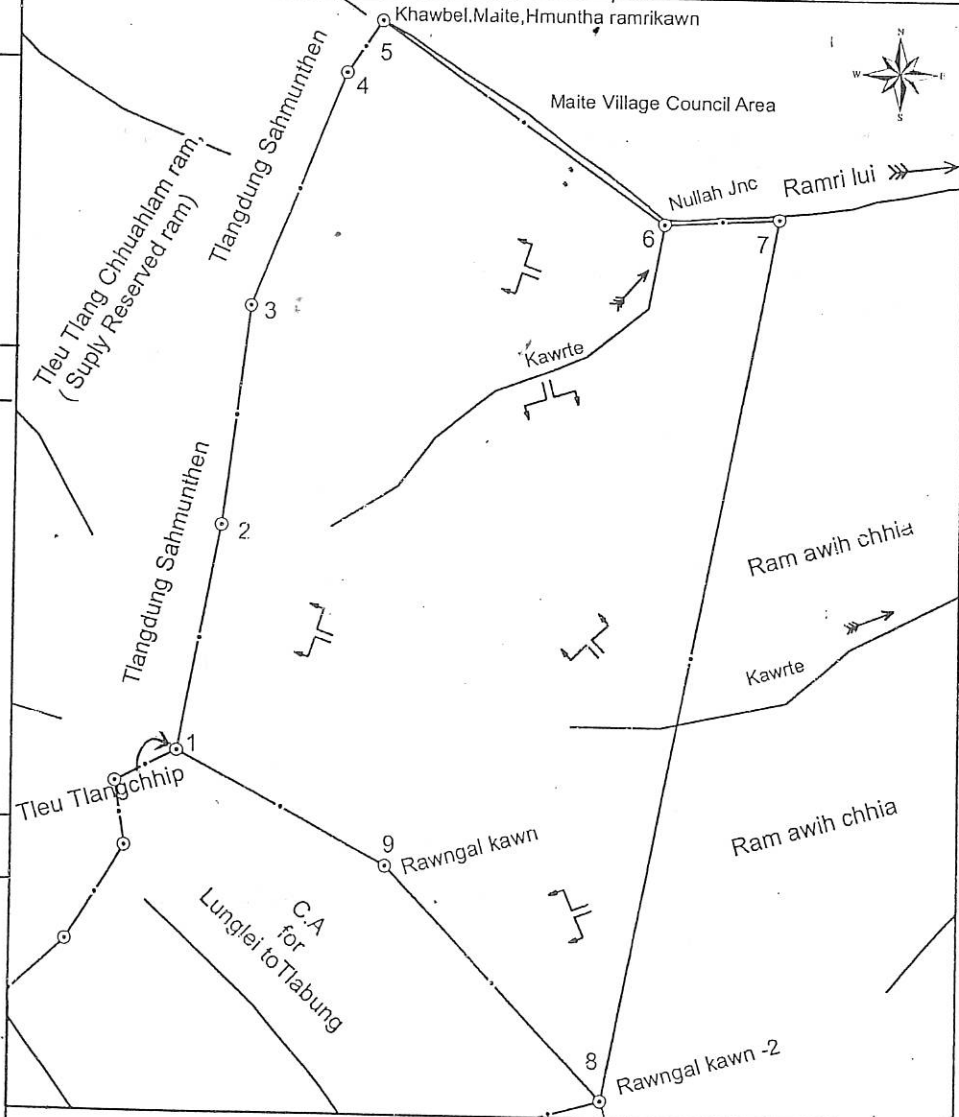 Khawbel,Maite,Hmuntha ramrikawn
5
4
N
W
E
S
Maite Village Council Area
Tlangdung Sahmunthen
Tleu Tlang Chhuahlam ram,
( Suply Reserved ram)
Nullah Jnc
Ramri lui
6
7
3
Kawrte
Tlangdung Sahmunthen
2
Ram awih chhia
Kawrte
1
Tleu Tlangchhip
9
Rawngal kawn
Ram awih chhia
C.A
for
Lunglei to Tlabung
8
Rawngal kawn -2